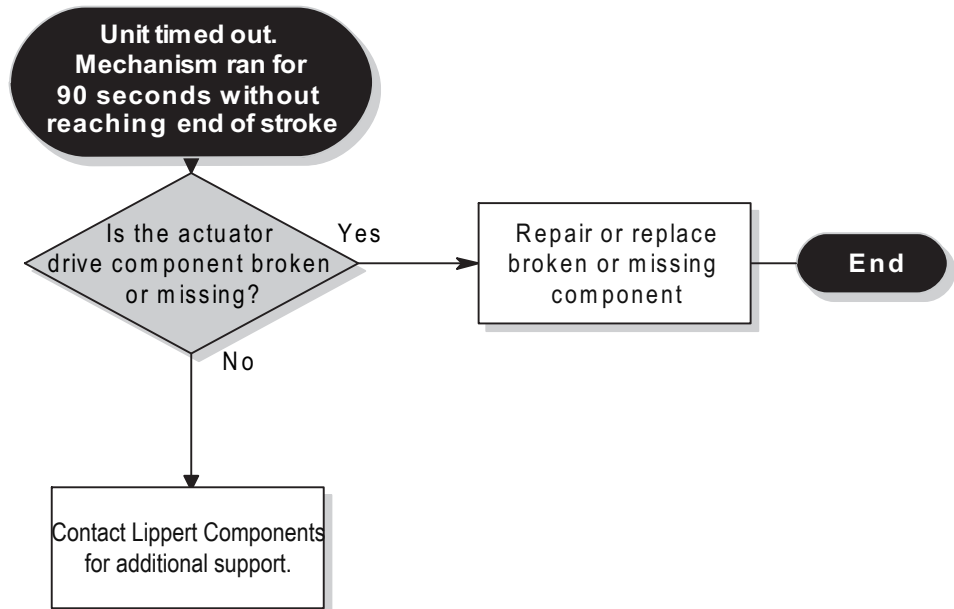 Unit timed out.
Mechanism ran for
90 seconds without
reaching end of stroke
Is the actuator
drive component broken
or missing?
Yes
Repair or replace
broken or missing
component
End
No
Contact Lippert Components
for additional support.